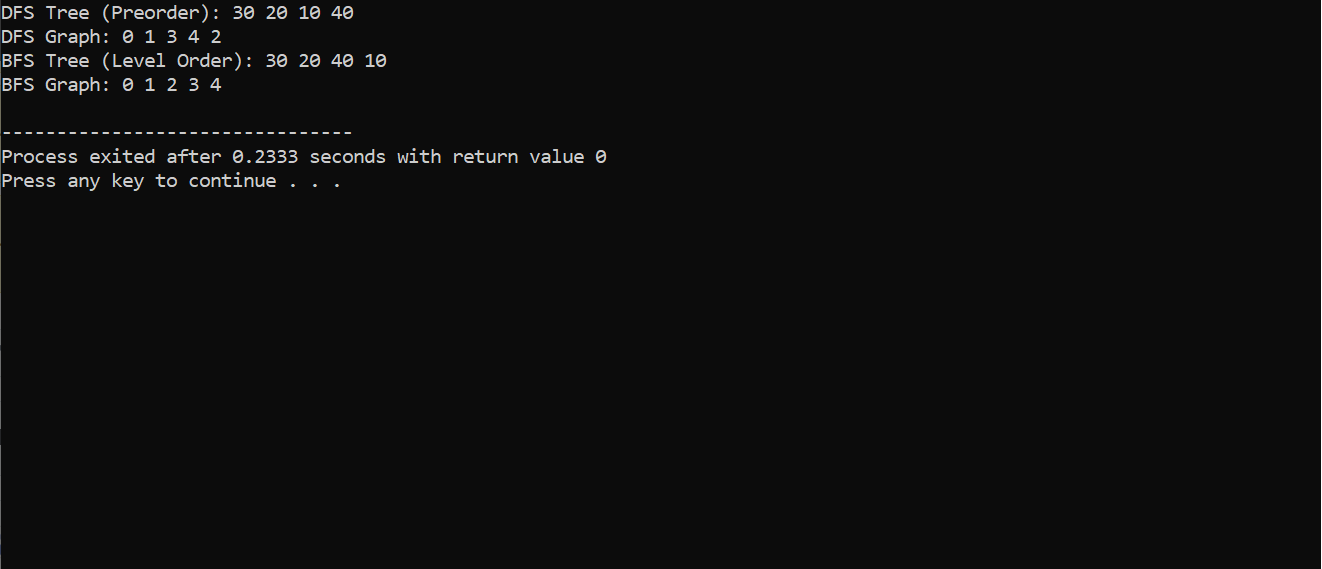 DFS Tree (Preorder): 30 20 10 40
DFS Graph: 0 1 3 4 2
BFS Tree (Level Order): 30 20 40 10
BFS Graph: 0 1 2 3 4
--------------------------------
Process exited after 0.2333 seconds with return value 0
Press any key to continue . . .